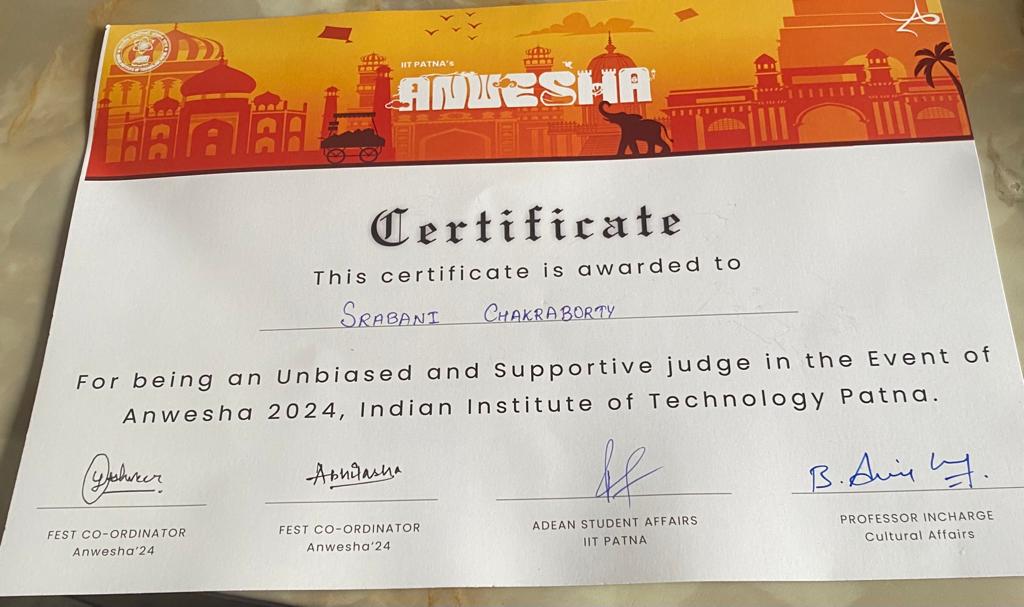 IIT PATNA's
ANWESHA
Certificate
This certificate is awarded to
SRABANI CHAKRABORTY
For being an Unbiased and Supportive judge in the Event of
Anwesha 2024, Indian Institute of Technology Patna.
Abhilasha
FEST CO-ORDINATOR
Anwesha'24
FEST CO-ORDINATOR
Anwesha'24
ADEAN STUDENT AFFAIRS
IIT PATNA
PROFESSOR INCHARGE
Cultural Affairs